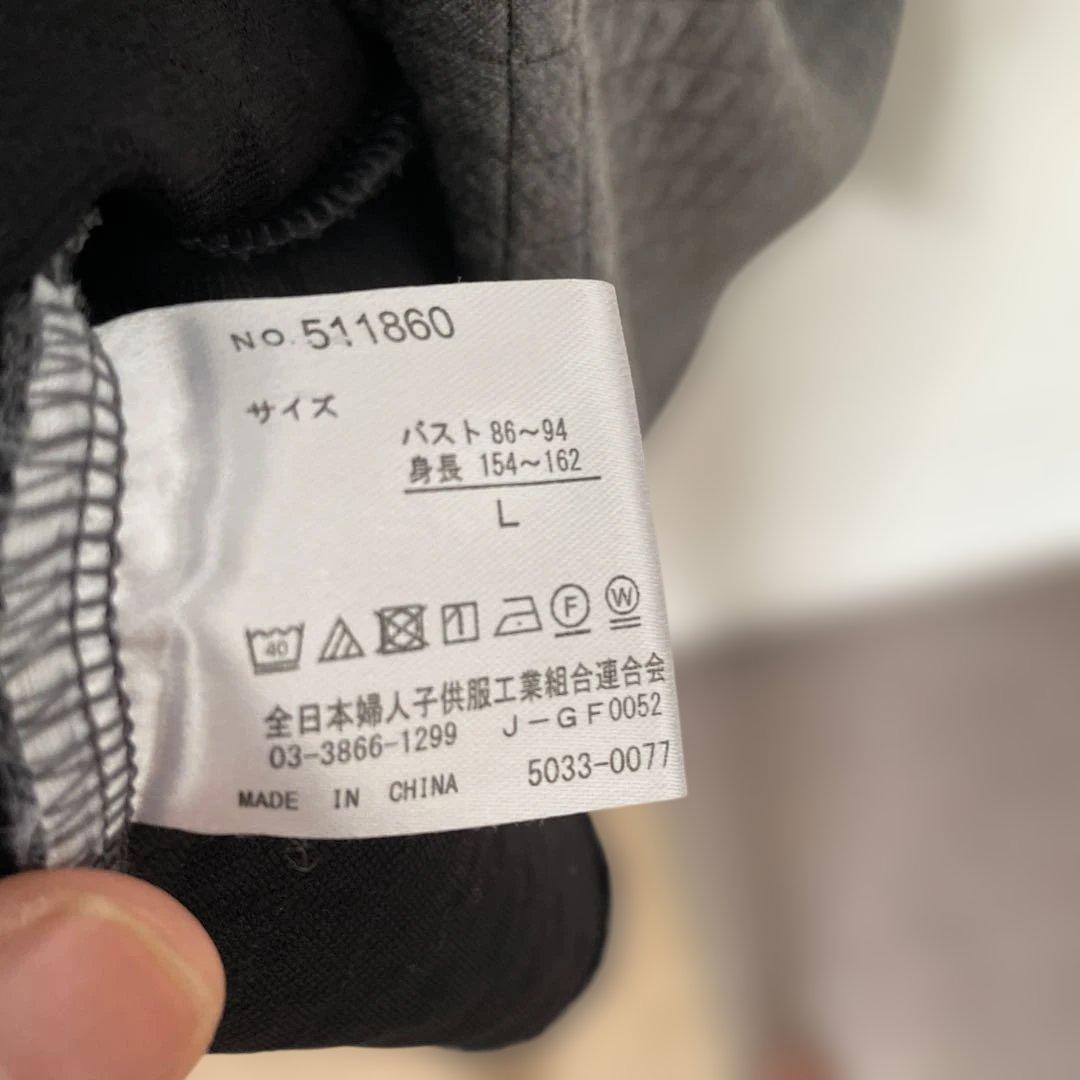 NO. 511860
サイズ
バスト 86～94
身長 154～162
L
40 F W
全日本婦人子供服工業組合連合会
03-3866-1299 J-GF0052
MADE IN CHINA 5033-0077